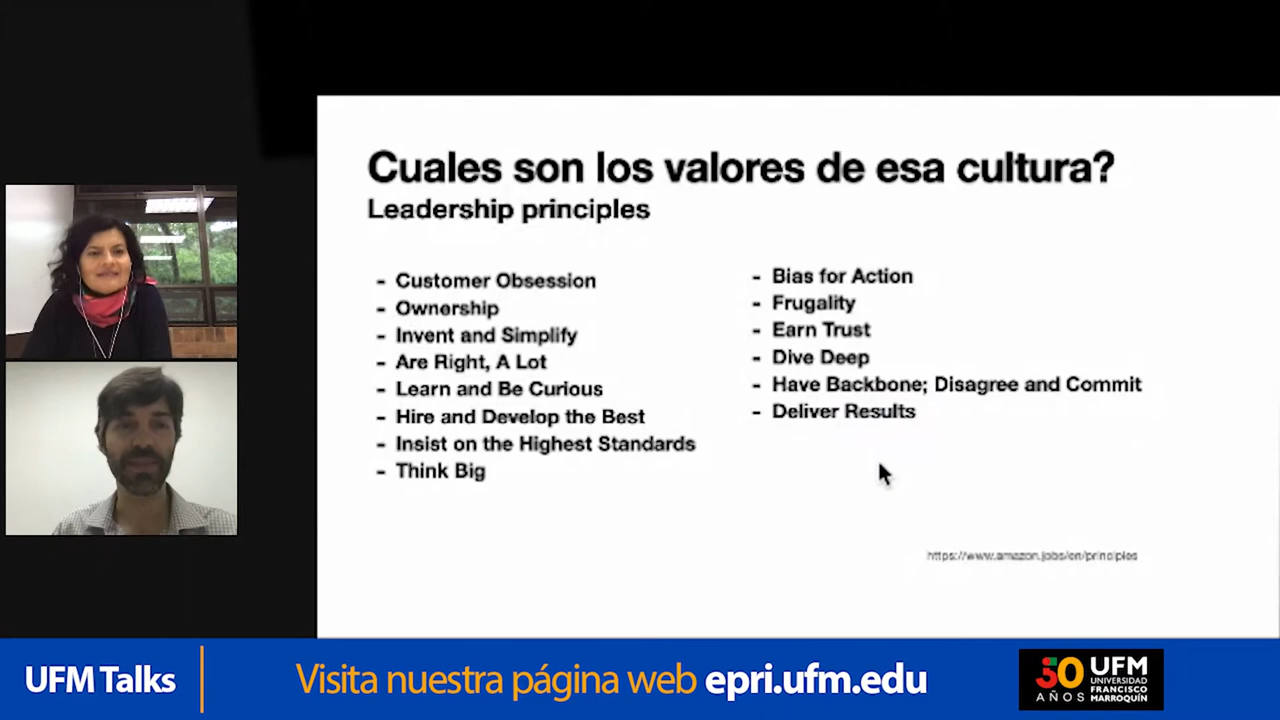 Cuales son los valores de esa cultura?
Leadership principles
- Customer Obsession
- Ownership
- Invent and Simplify
- Are Right, A Lot
- Learn and Be Curious
- Hire and Develop the Best
- Insist on the Highest Standards
- Think Big
- Bias for Action
- Frugality
- Earn Trust
- Dive Deep
- Have Backbone; Disagree and Commit
- Deliver Results
https://www.amazon.jobs/en/principles
UFM Talks
Visita nuestra página web epri.ufm.edu
50
AÑOS
UFM
UNIVERSIDAD
FRANCISCO
MARROQUÍN